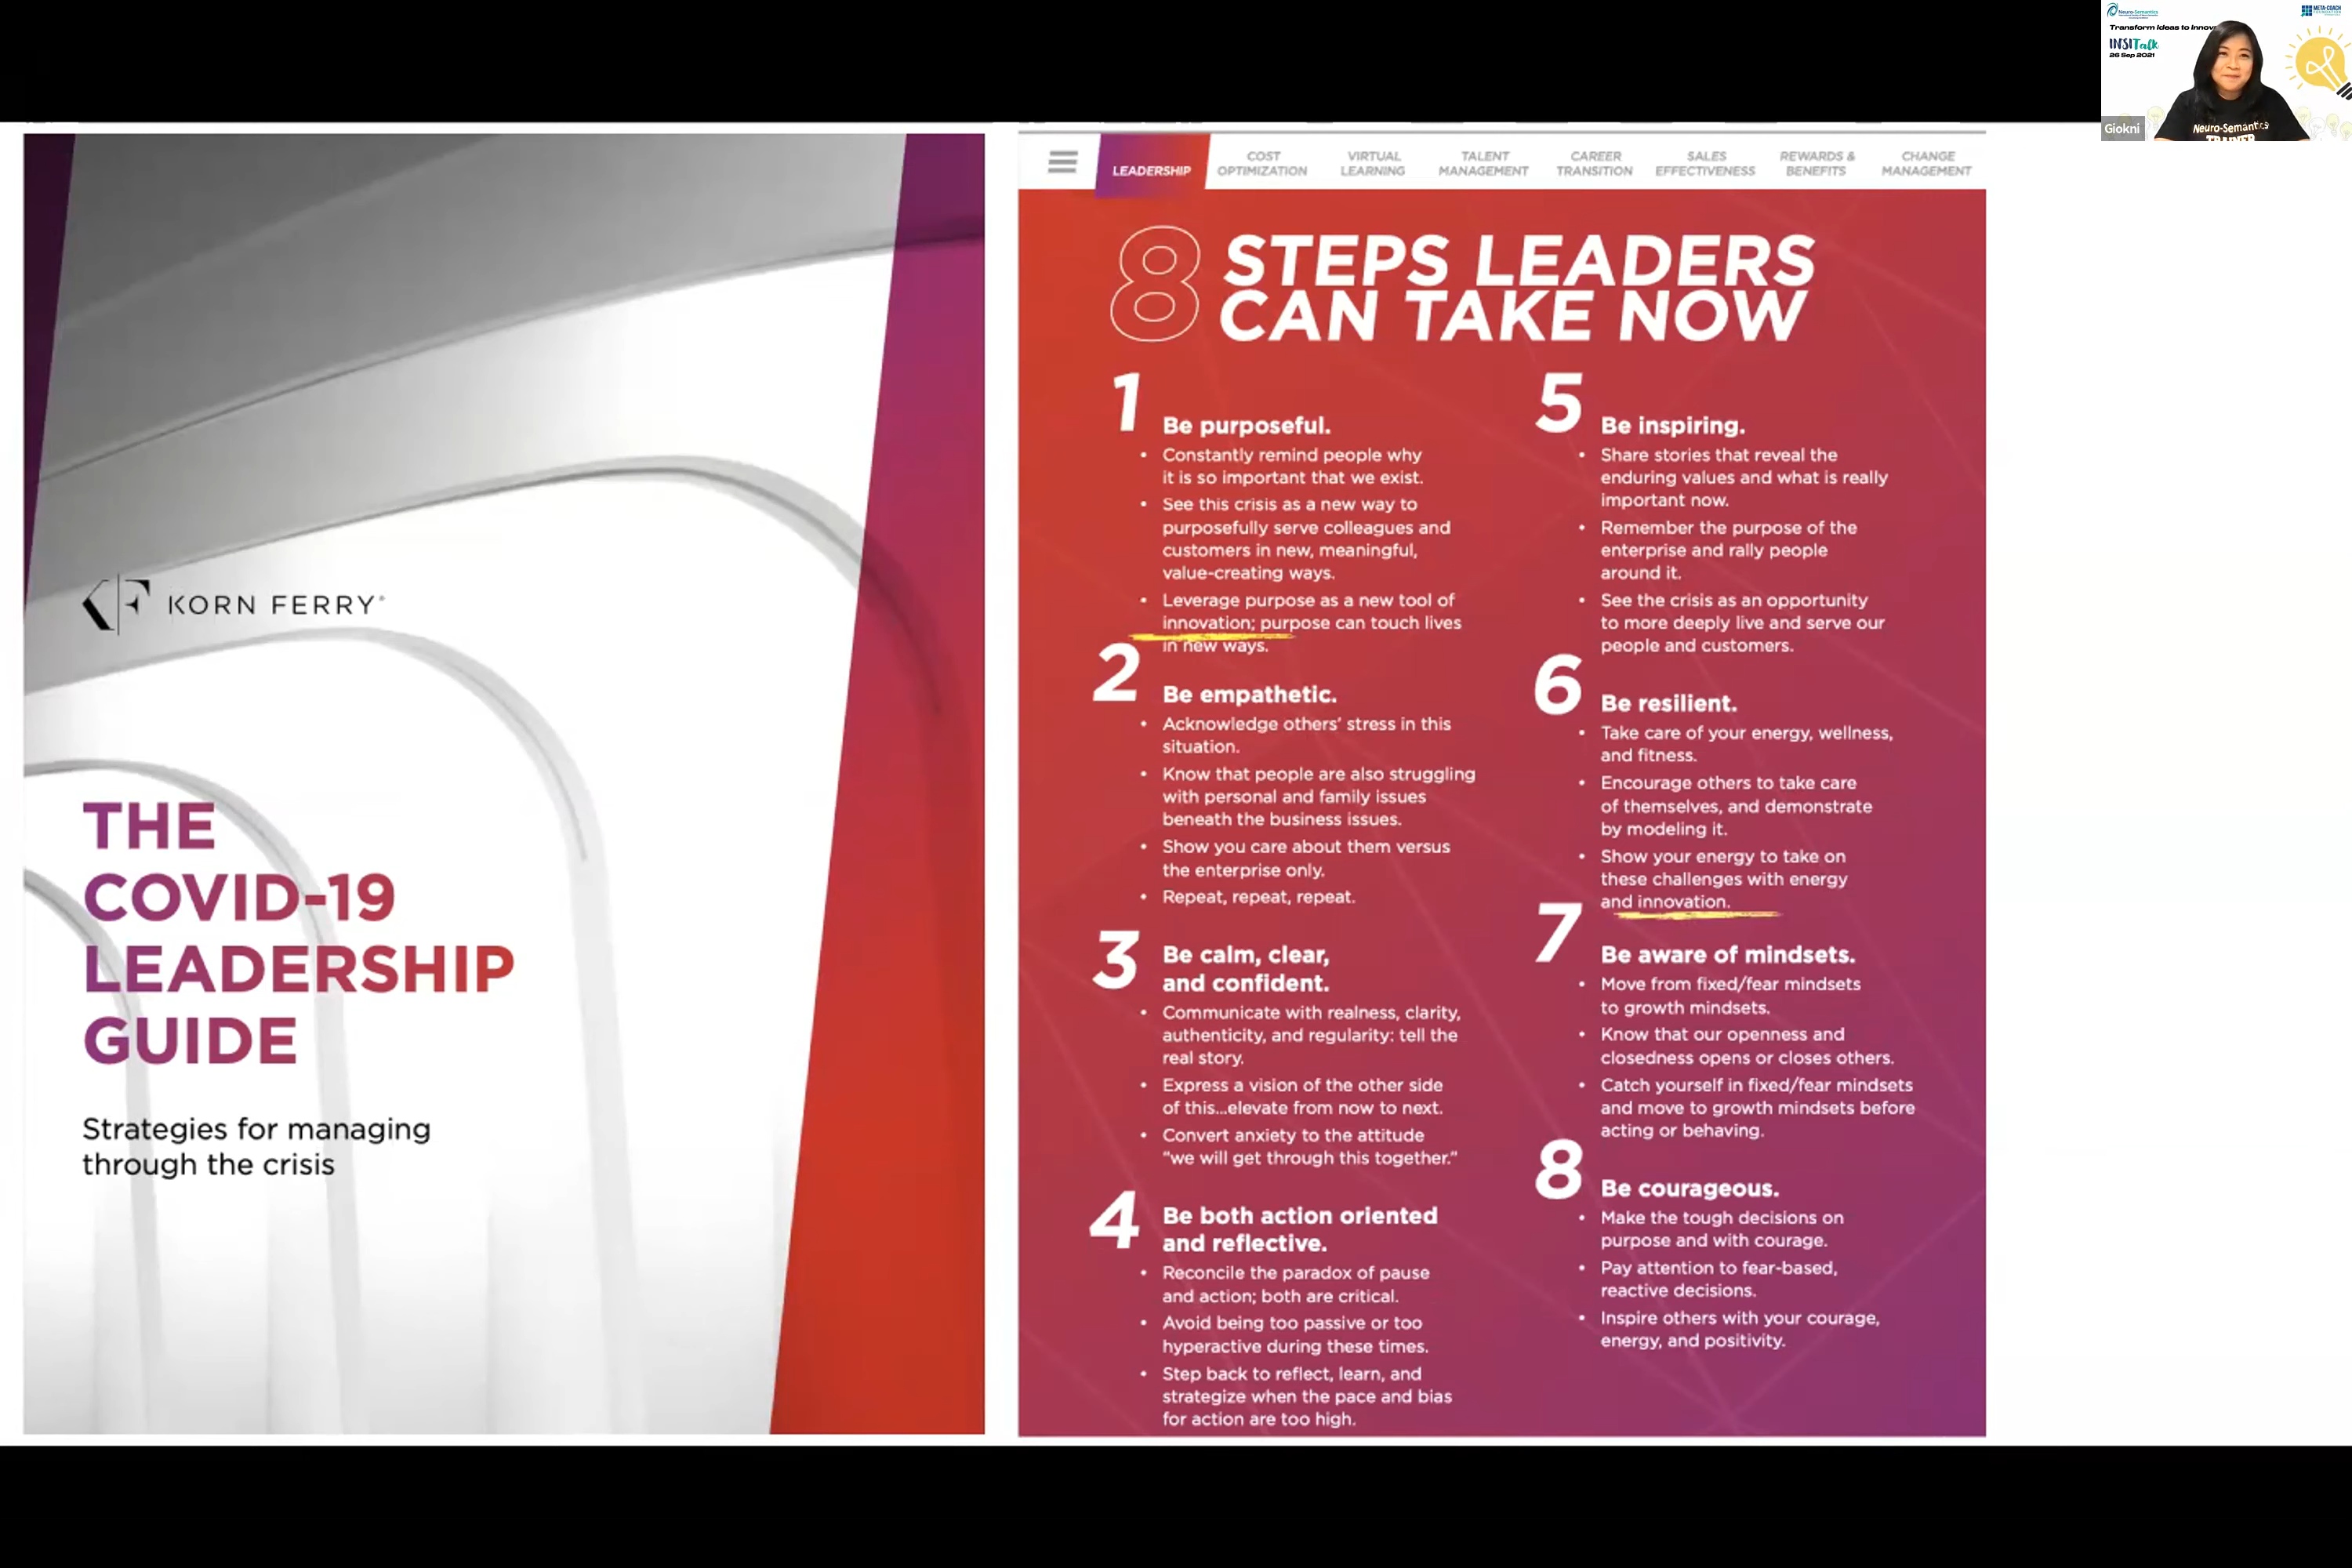 KORN FERRY®
THE
COVID-19
LEADERSHIP
GUIDE
Strategies for managing
through the crisis
LEADERSHIP
COST
OPTIMIZATION
VIRTUAL
LEARNING
TALENT
MANAGEMENT
CAREER
TRANSITION
SALES
EFFECTIVENESS
REWARDS &
BENEFITS
CHANGE
MANAGEMENT
8 STEPS LEADERS
CAN TAKE NOW
1
Be purposeful.
• Constantly remind people why
it is so important that we exist.
• See this crisis as a new way to
purposefully serve colleagues and
customers in new, meaningful,
value-creating ways.
• Leverage purpose as a new tool of
innovation; purpose can touch lives
in new ways.
2
Be empathetic.
• Acknowledge others' stress in this
situation.
• Know that people are also struggling
with personal and family issues
beneath the business issues.
• Show you care about them versus
the enterprise only.
• Repeat, repeat, repeat.
3
Be calm, clear,
and confident.
• Communicate with realness, clarity,
authenticity, and regularity: tell the
real story.
• Express a vision of the other side
of this...elevate from now to next.
• Convert anxiety to the attitude
"we will get through this together."
4
Be both action oriented
and reflective.
• Reconcile the paradox of pause
and action; both are critical.
• Avoid being too passive or too
hyperactive during these times.
• Step back to reflect, learn, and
strategize when the pace and bias
for action are too high.
5
Be inspiring.
• Share stories that reveal the
enduring values and what is really
important now.
• Remember the purpose of the
enterprise and rally people
around it.
• See the crisis as an opportunity
to more deeply live and serve our
people and customers.
6
Be resilient.
• Take care of your energy, wellness,
and fitness.
• Encourage others to take care
of themselves, and demonstrate
by modeling it.
• Show your energy to take on
these challenges with energy
and innovation.
7
Be aware of mindsets.
• Move from fixed/fear mindsets
to growth mindsets.
• Know that our openness and
closedness opens or closes others.
• Catch yourself in fixed/fear mindsets
and move to growth mindsets before
acting or behaving.
8
Be courageous.
• Make the tough decisions on
purpose and with courage.
• Pay attention to fear-based,
reactive decisions.
• Inspire others with your courage,
energy, and positivity.
Neuro-Semantics
META-COACH
Transform Ideas to Innov
INSITalk
26 Sep 2021
Giokni
Neuro-Semantics
TRAINER